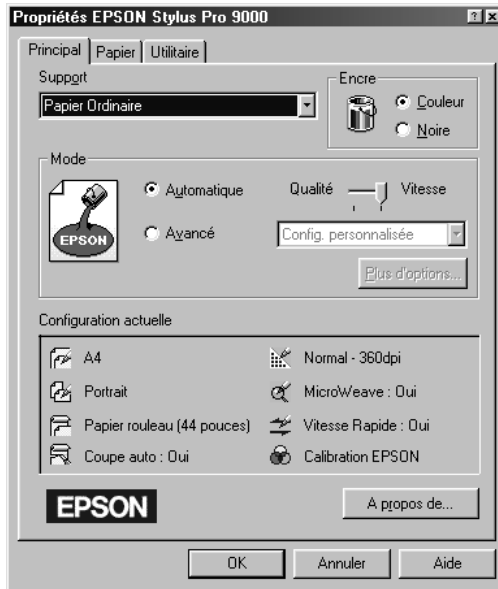 Propriétés EPSON Stylus Pro 9000
Principal Papier Utilitaire
Support
Papier Ordinaire
Encre
Couleur
Noire
Mode
EPSON
Automatique
Avancé
Qualité Vitesse
Config. personnalisée
Plus d'options...
Configuration actuelle
A4
Portrait
Papier rouleau (44 pouces)
Coupe auto : Oui
Normal - 360dpi
MicroWeave : Oui
Vitesse Rapide : Oui
Calibration EPSON
EPSON
A propos de...
OK Annuler Aide